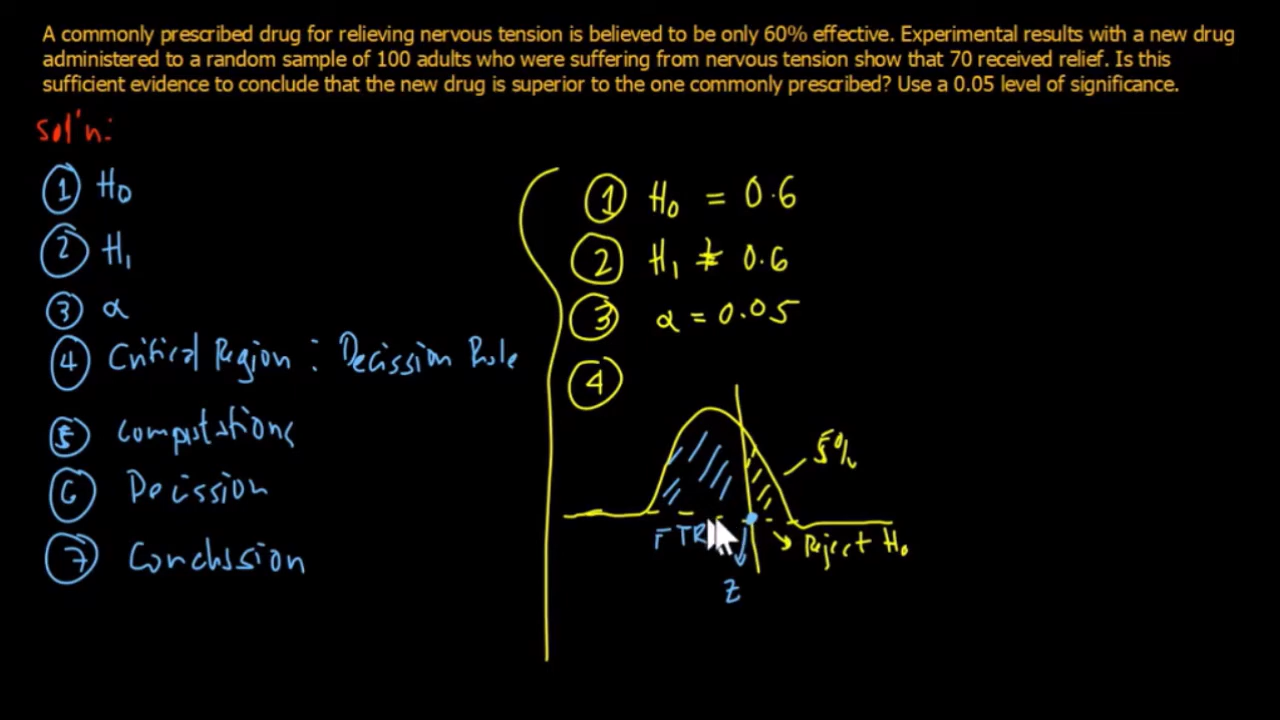 A commonly prescribed drug for relieving nervous tension is believed to be only 60% effective. Experimental results with a new drug
administered to a random sample of 100 adults who were suffering from nervous tension show that 70 received relief. Is this
sufficient evidence to conclude that the new drug is superior to the one commonly prescribed? Use a 0.05 level of significance.
Sol'n:
① H₀
② H₁
③ α
④ Critical Region : Decission Rule
⑤ Computations
⑥ Decission
⑦ Conclussion
① H₀ = 0.6
② H₁ ≠ 0.6
③ α = 0.05
④
5%
FTR
Reject H₀
Z